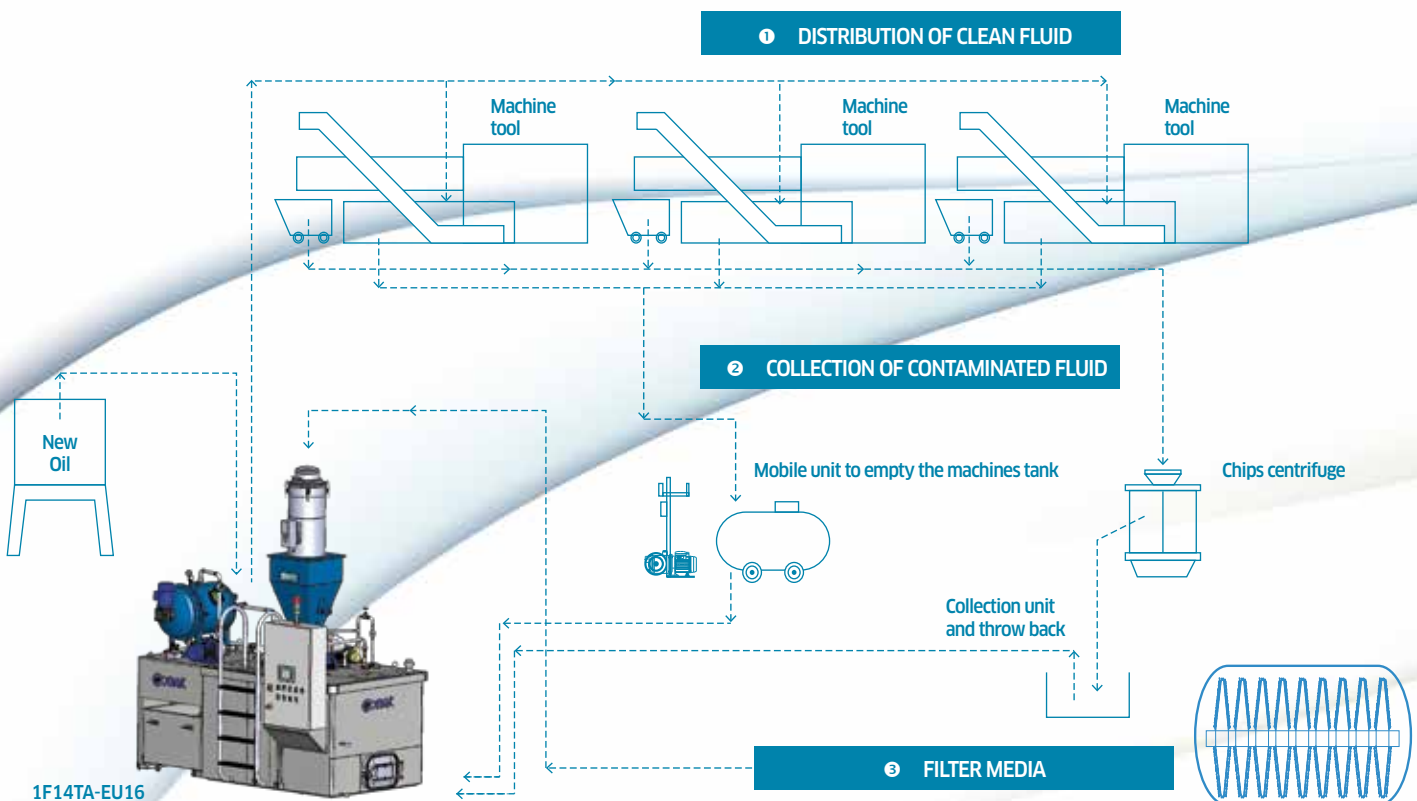 ❶ DISTRIBUTION OF CLEAN FLUID
Machine
tool
Machine
tool
Machine
tool
❷ COLLECTION OF CONTAMINATED FLUID
New
Oil
Mobile unit to empty the machines tank
Chips centrifuge
Collection unit
and throw back
❸ FILTER MEDIA
1F14TA-EU16